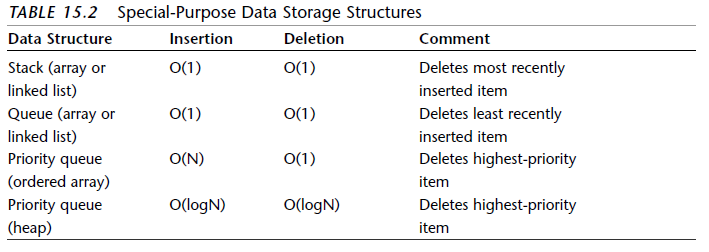 TABLE 15.2 Special-Purpose Data Storage Structures
Data Structure Insertion Deletion Comment
Stack (array or O(1) O(1) Deletes most recently
linked list) inserted item
Queue (array or O(1) O(1) Deletes least recently
linked list) inserted item
Priority queue O(N) O(1) Deletes highest-priority
(ordered array) item
Priority queue O(logN) O(logN) Deletes highest-priority
(heap) item